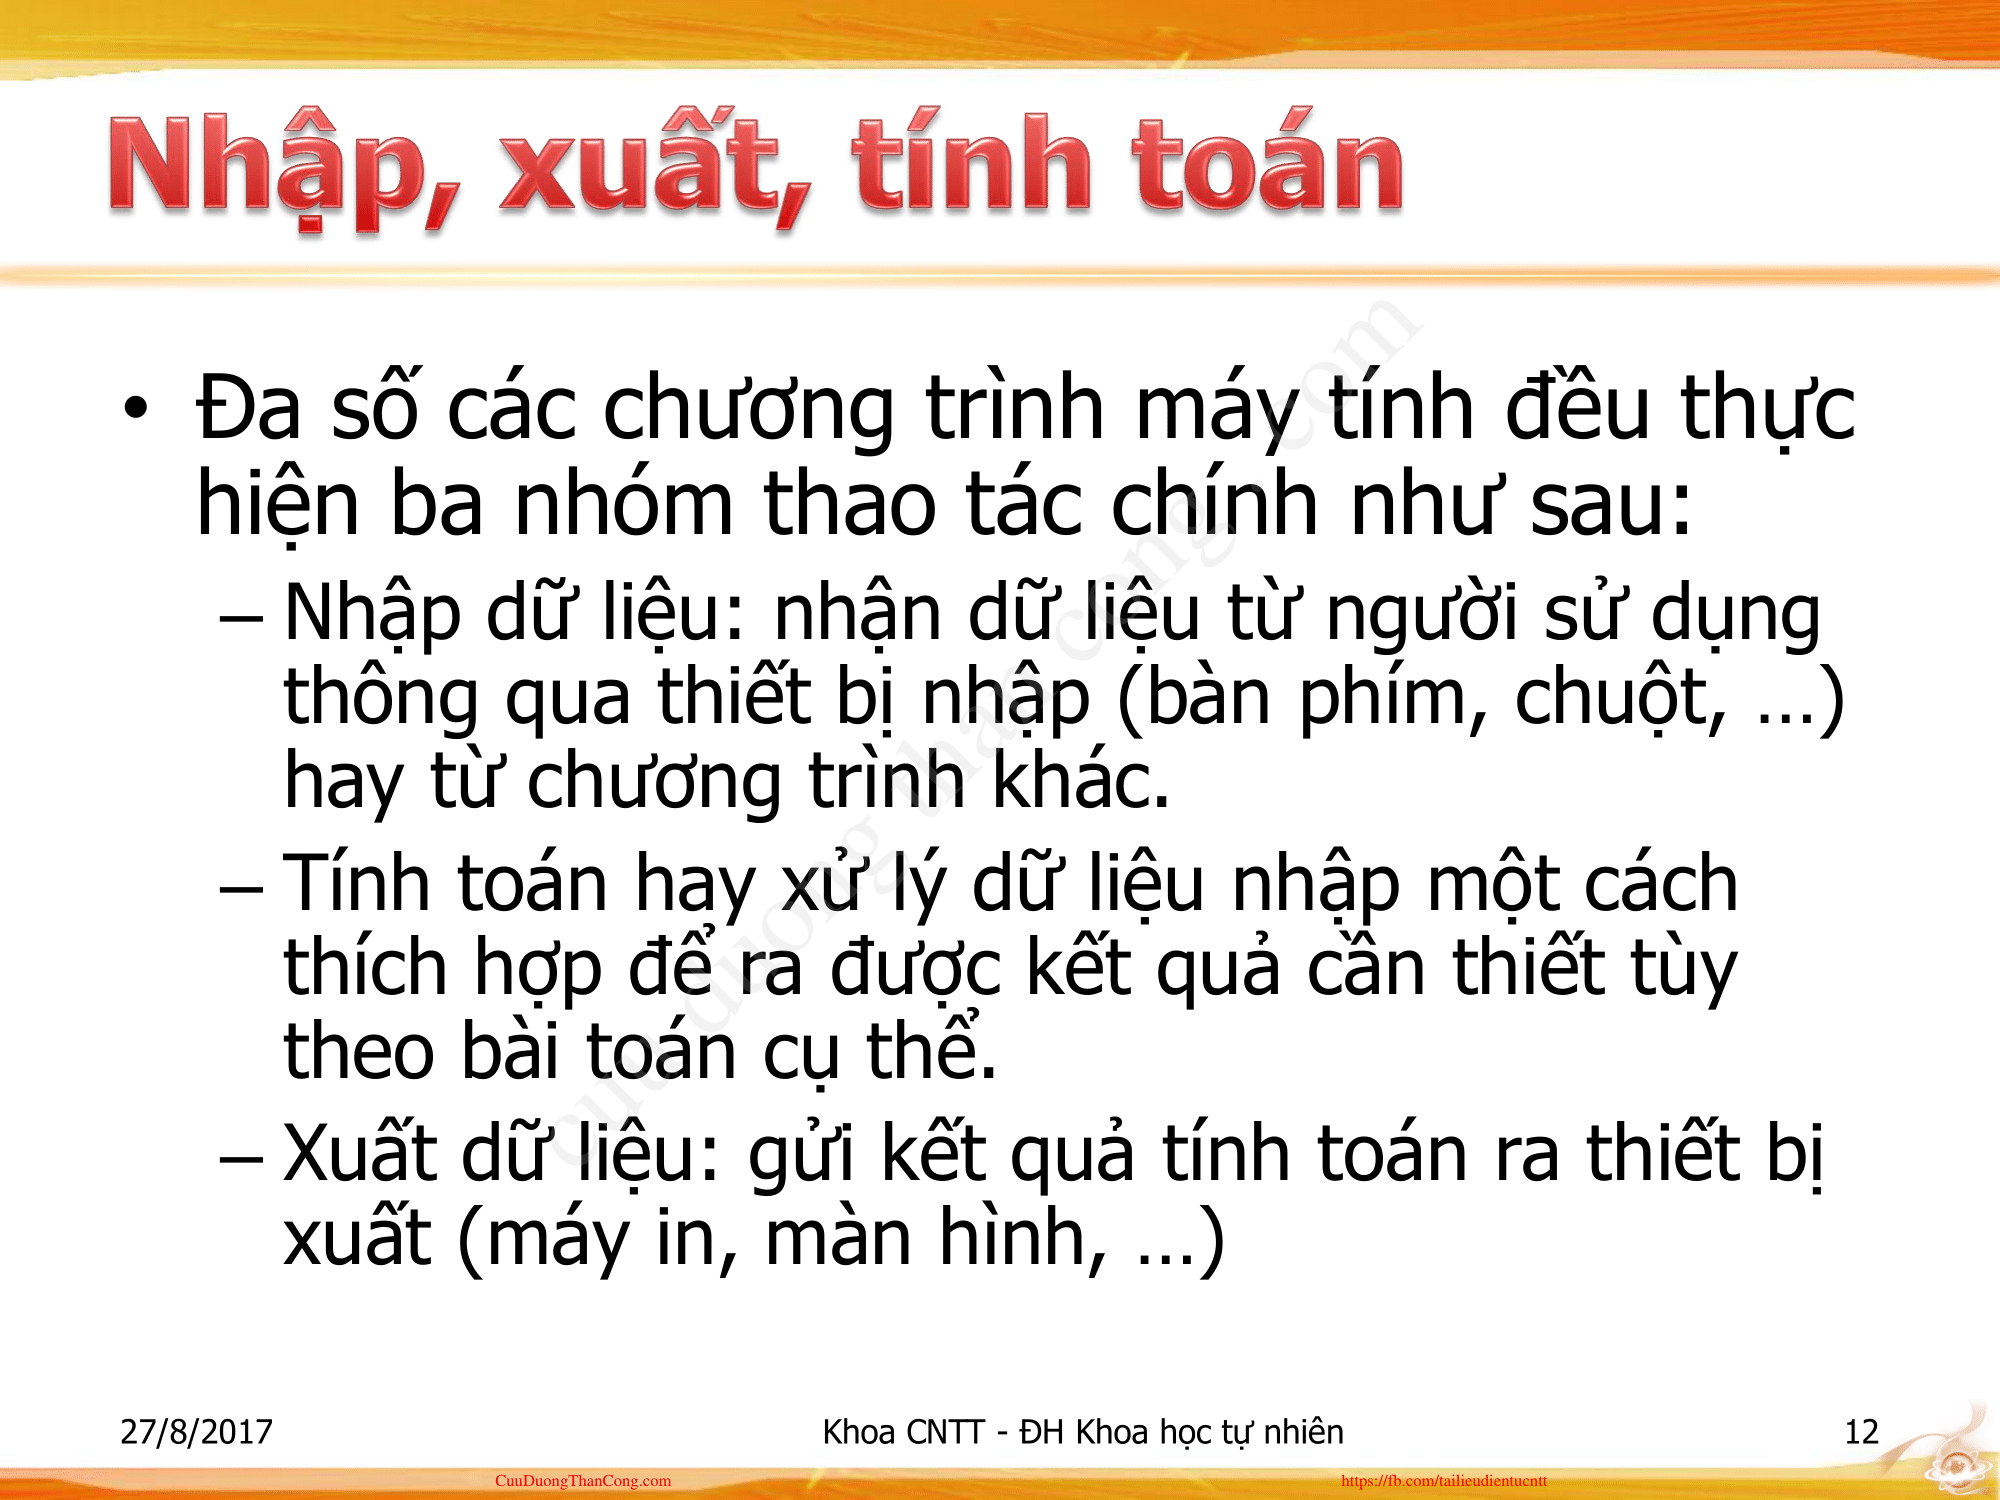 Nhập, xuất, tính toán
• Đa số các chương trình máy tính đều thực
hiện ba nhóm thao tác chính như sau:
– Nhập dữ liệu: nhận dữ liệu từ người sử dụng
thông qua thiết bị nhập (bàn phím, chuột, …)
hay từ chương trình khác.
– Tính toán hay xử lý dữ liệu nhập một cách
thích hợp để ra được kết quả cần thiết tùy
theo bài toán cụ thể.
– Xuất dữ liệu: gửi kết quả tính toán ra thiết bị
xuất (máy in, màn hình, …)
cuu duong than cong . com
27/8/2017 Khoa CNTT - ĐH Khoa học tự nhiên 12
CuuDuongThanCong.com https://fb.com/tailieudientucntt